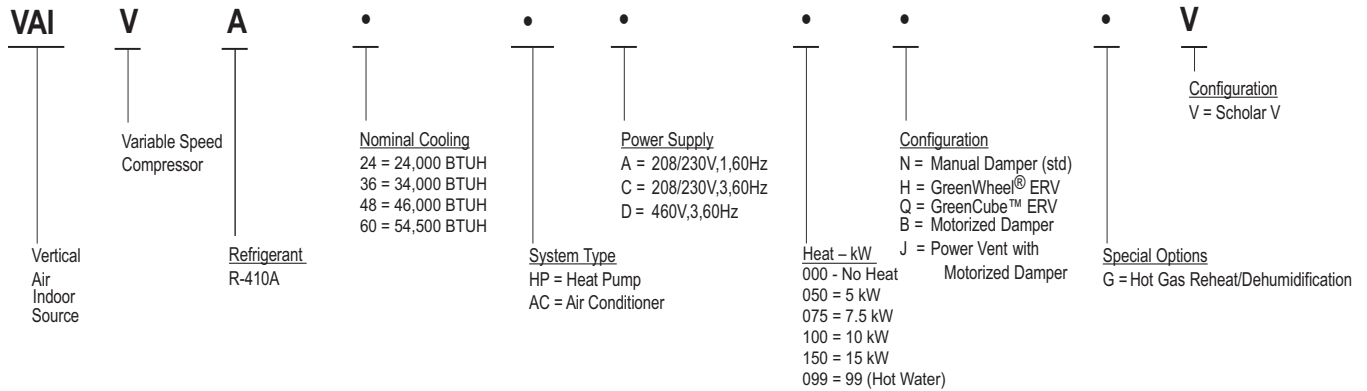 VAI V A • • • • • • V
Variable Speed
Compressor
Nominal Cooling
24 = 24,000 BTUH
36 = 34,000 BTUH
48 = 46,000 BTUH
60 = 54,500 BTUH
Power Supply
A = 208/230V,1,60Hz
C = 208/230V,3,60Hz
D = 460V,3,60Hz
Configuration
N = Manual Damper (std)
H = GreenWheel® ERV
Q = GreenCube™ ERV
B = Motorized Damper
J = Power Vent with
Motorized Damper
Configuration
V = Scholar V
Vertical
Air
Indoor
Source
Refrigerant
R-410A
System Type
HP = Heat Pump
AC = Air Conditioner
Heat – kW
000 - No Heat
050 = 5 kW
075 = 7.5 kW
100 = 10 kW
150 = 15 kW
099 = 99 (Hot Water)
Special Options
G = Hot Gas Reheat/Dehumidification